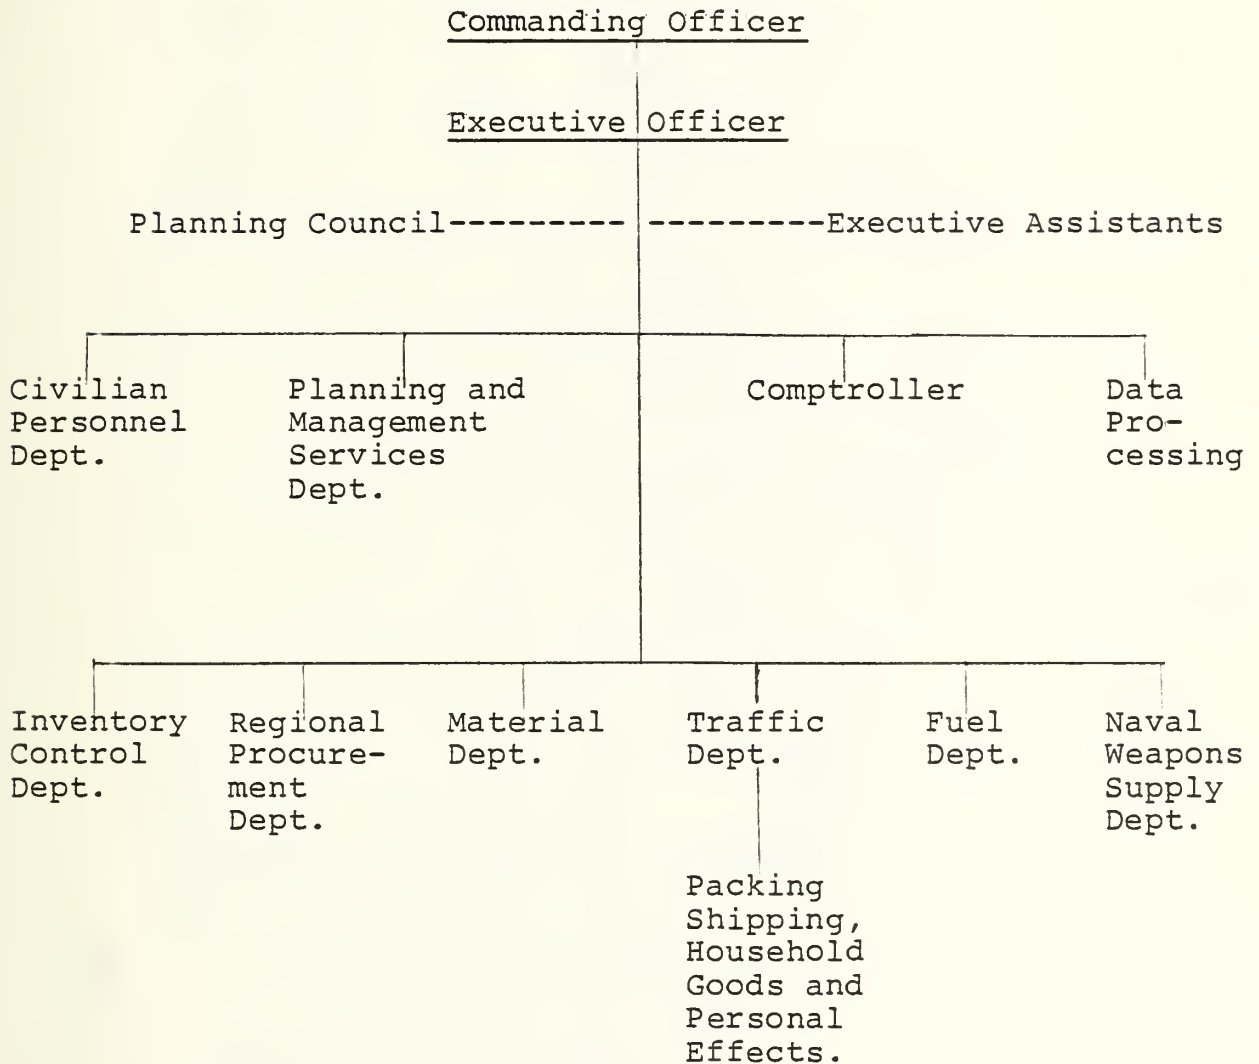 Commanding Officer
Executive Officer
Planning Council--------- ---------Executive Assistants
Civilian
Personnel
Dept.
Planning and
Management
Services
Dept.
Comptroller
Data
Pro-
cessing
Inventory
Control
Dept.
Regional
Procure-
ment
Dept.
Material
Dept.
Traffic
Dept.
Fuel
Dept.
Naval
Weapons
Supply
Dept.
Packing
Shipping,
Household
Goods and
Personal
Effects.